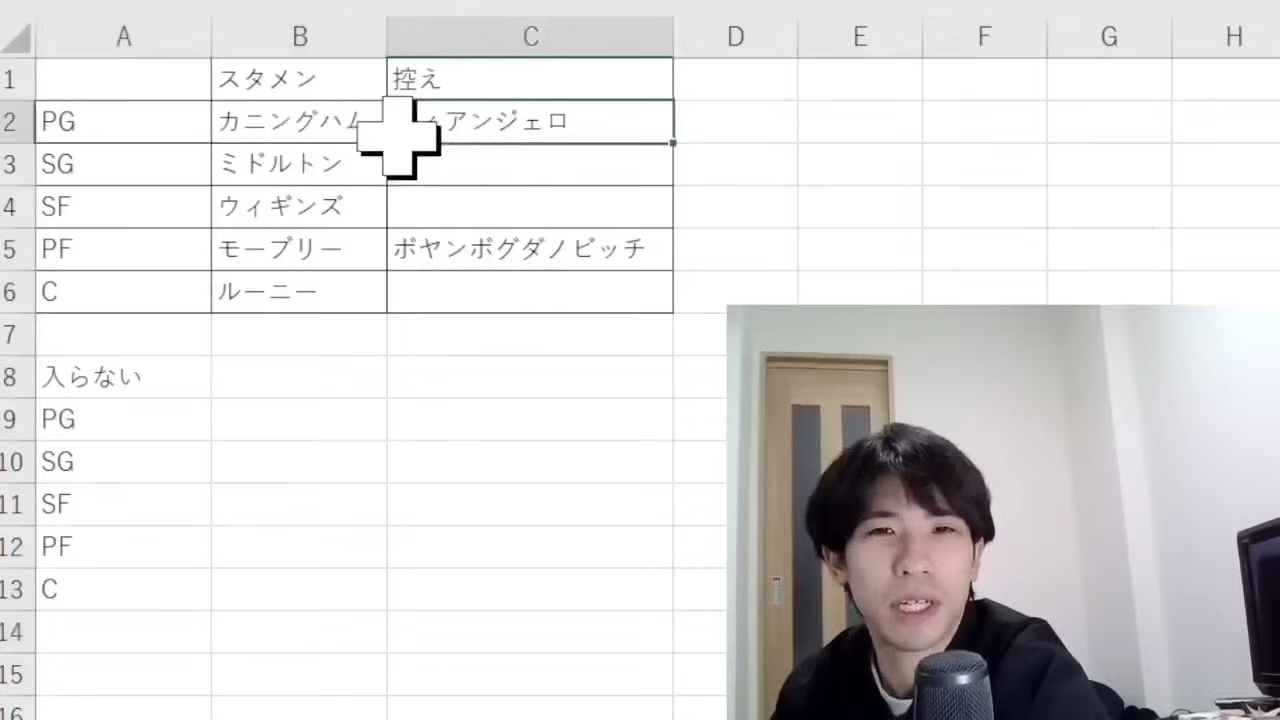 A B C D E F G H
1 スタメン 控え
2 PG カニングハム アンジェロ
3 SG ミドルトン
4 SF ウィギンズ
5 PF モーブリー ボヤンボグダノビッチ
6 C ルーニー
7
8 入らない
9 PG
10 SG
11 SF
12 PF
13 C
14
15
16